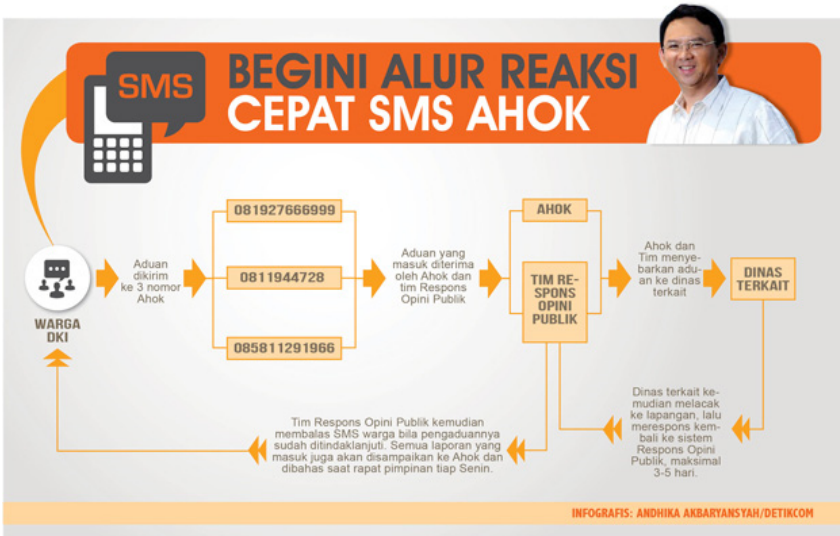 SMS
BEGINI ALUR REAKSI
CEPAT SMS AHOK
WARGA
DKI
Aduan
dikirim
ke 3 nomor
Ahok
081927666999
0811944728
085811291966
Aduan yang
masuk diterima
oleh Ahok dan
tim Respons
Opini Publik
AHOK
TIM RE-
SPONS
OPINI
PUBLIK
Ahok dan
Tim menye-
barkan adu-
an ke dinas
terkait
DINAS
TERKAIT
Dinas terkait ke-
mudian melacak
ke lapangan, lalu
merespons kem-
bali ke sistem
Respons Opini
Publik, maksimal
3-5 hari.
Tim Respons Opini Publik kemudian
membalas SMS warga bila pengaduannya
sudah ditindaklanjuti. Semua laporan yang
masuk juga akan disampaikan ke Ahok dan
dibahas saat rapat pimpinan tiap Senin.
INFOGRAFIS: ANDHIKA AKBARYANSYAH/DETIKCOM